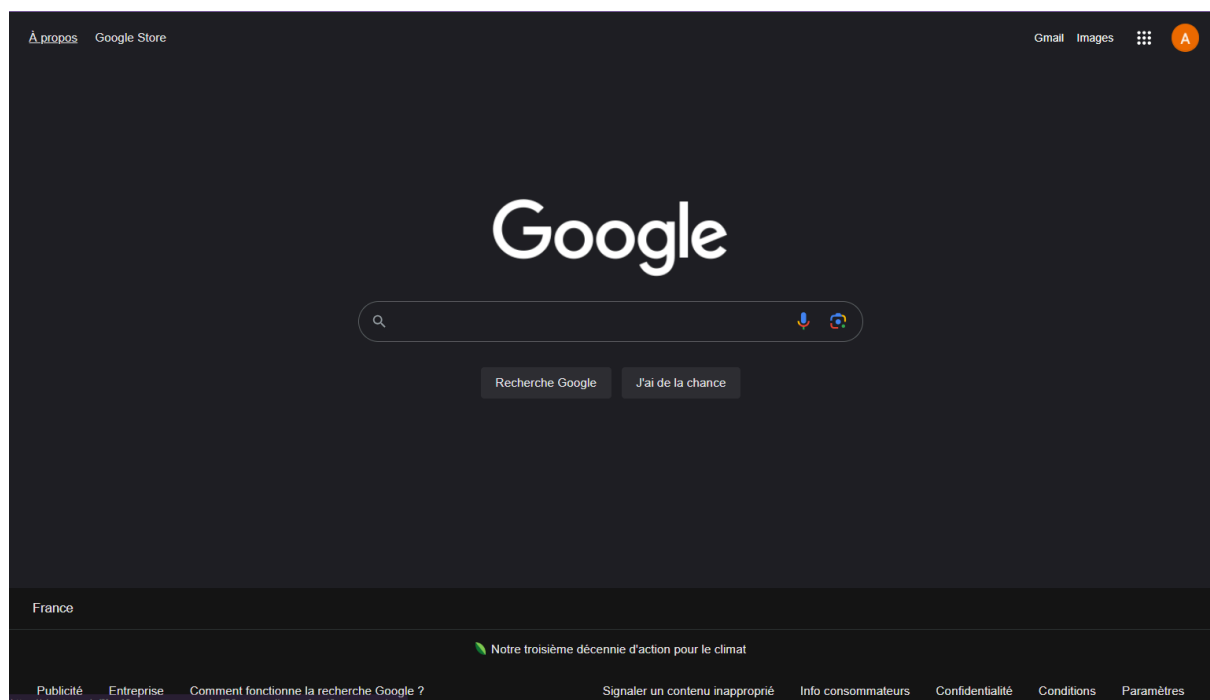 À propos Google Store Gmail Images A
Google
Recherche Google J'ai de la chance
France
Notre troisième décennie d'action pour le climat
Publicité Entreprise Comment fonctionne la recherche Google ? Signaler un contenu inapproprié Info consommateurs Confidentialité Conditions Paramètres